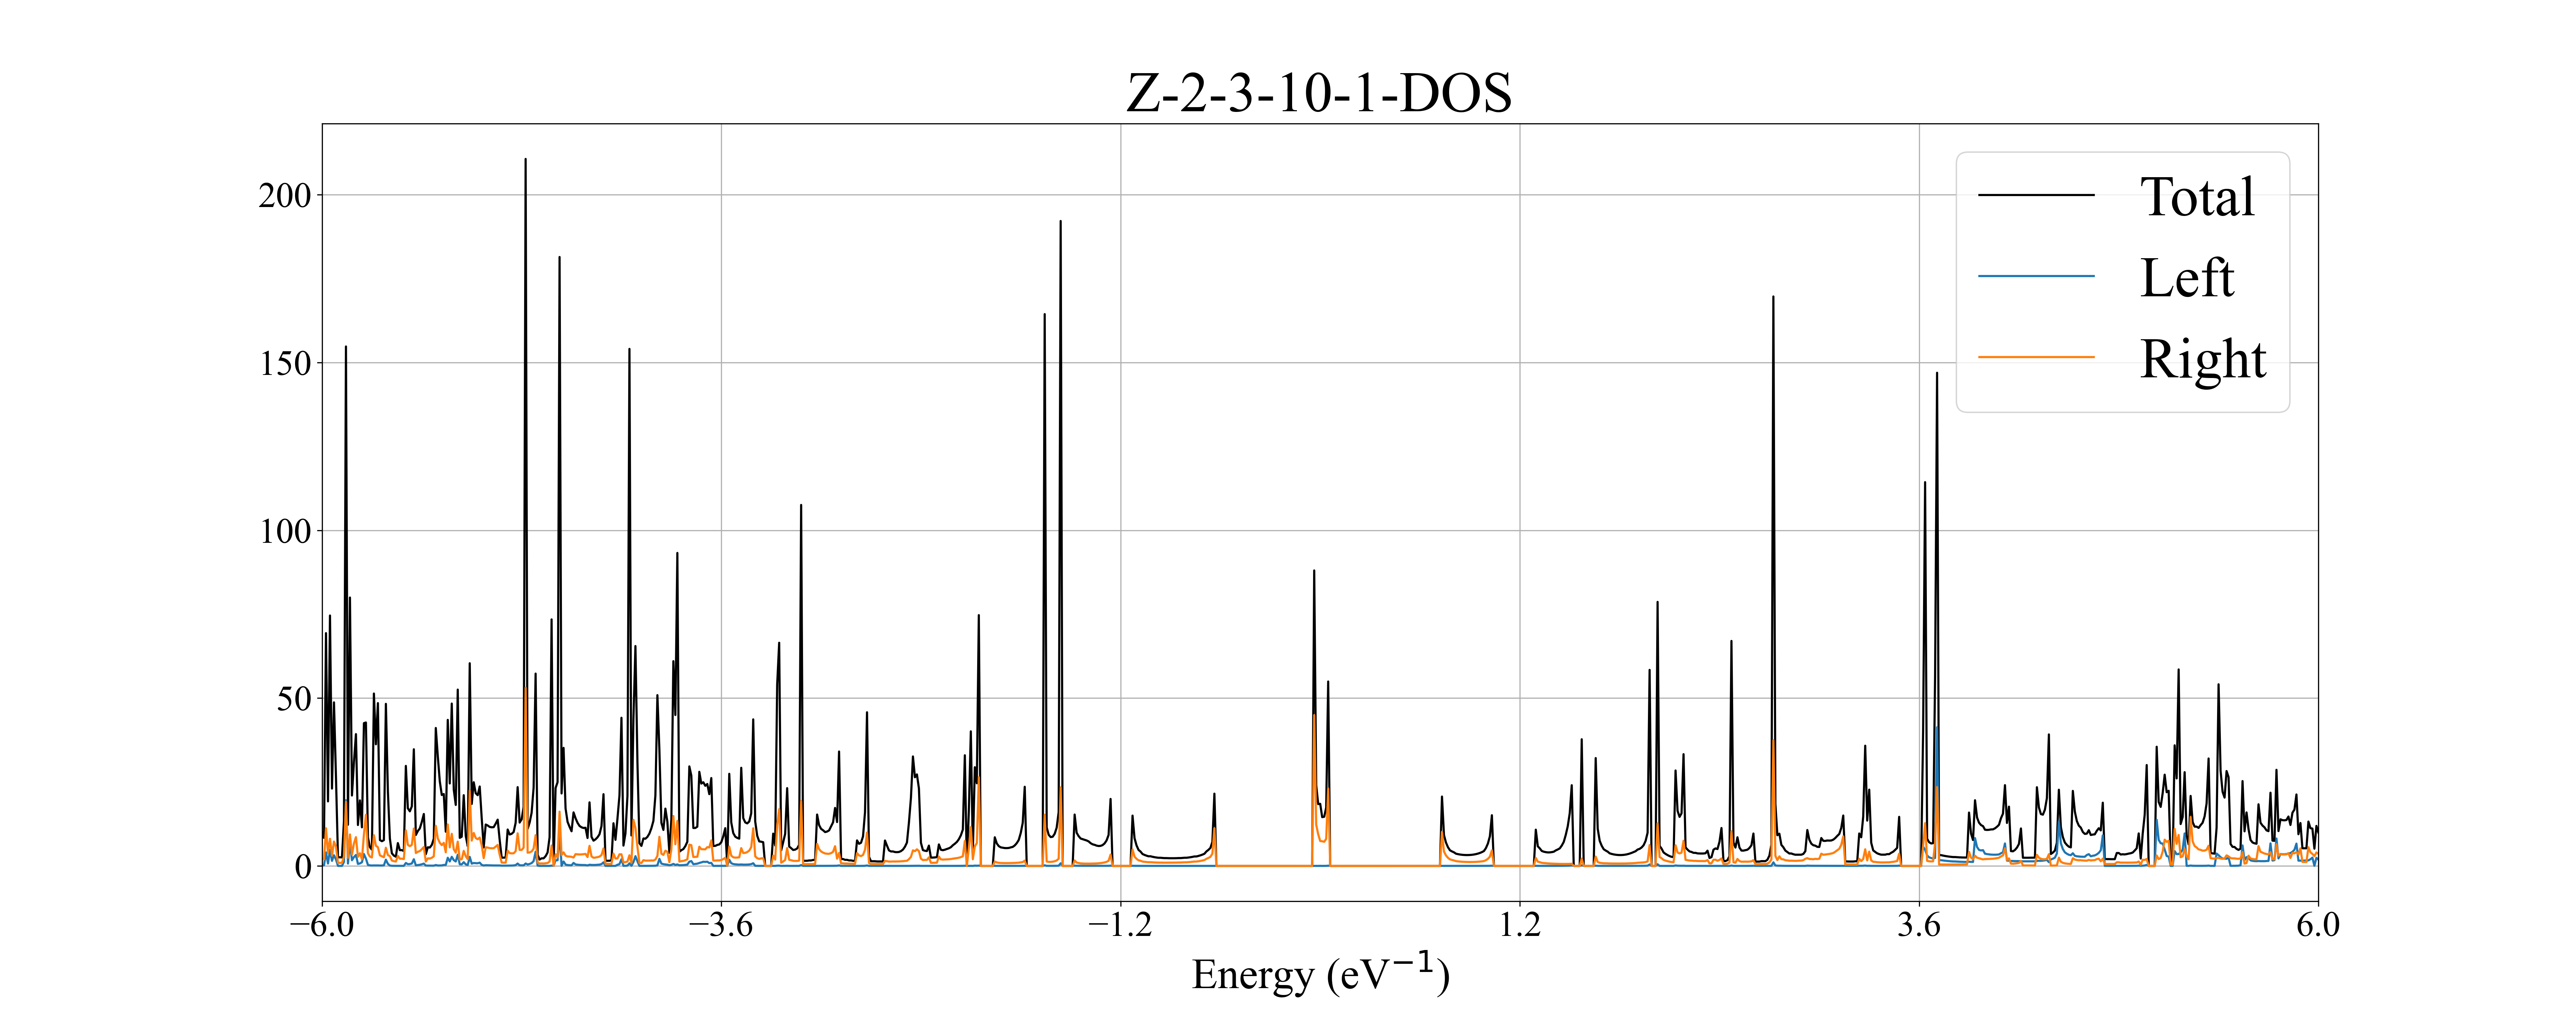 Z-2-3-10-1-DOS
200
150
100
50
0
−6.0
−3.6
−1.2
1.2
3.6
6.0
Energy (eV⁻¹)
Total
Left
Right